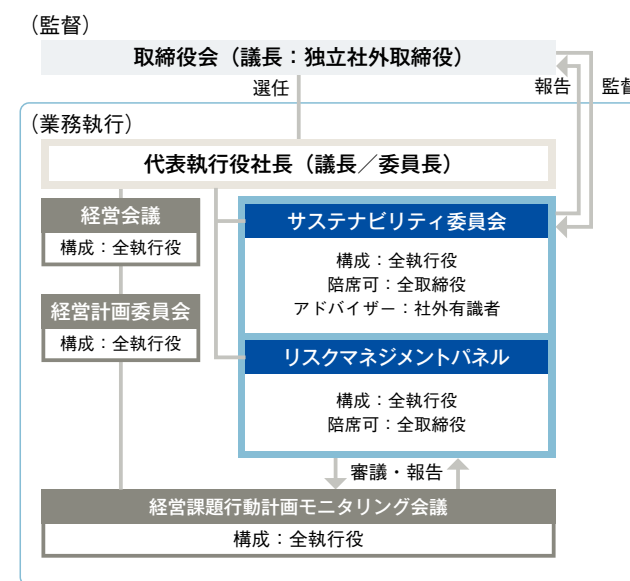 （監督）
取締役会（議長：独立社外取締役）
選任
報告
監督
（業務執行）
代表執行役社長（議長／委員長）
経営会議
構成：全執行役
経営計画委員会
構成：全執行役
サステナビリティ委員会
構成：全執行役
陪席可：全取締役
アドバイザー：社外有識者
リスクマネジメントパネル
構成：全執行役
陪席可：全取締役
審議・報告
経営課題行動計画モニタリング会議
構成：全執行役